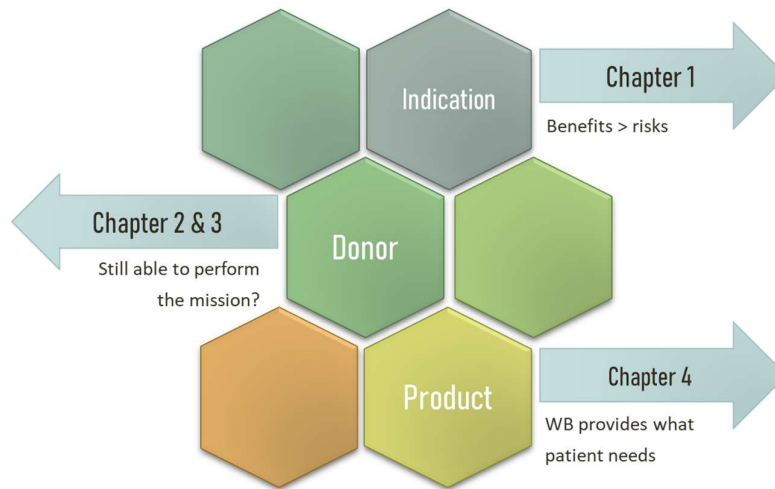 Indication
Chapter 1
Benefits > risks
Chapter 2 & 3
Still able to perform
the mission?
Donor
Product
Chapter 4
WB provides what
patient needs